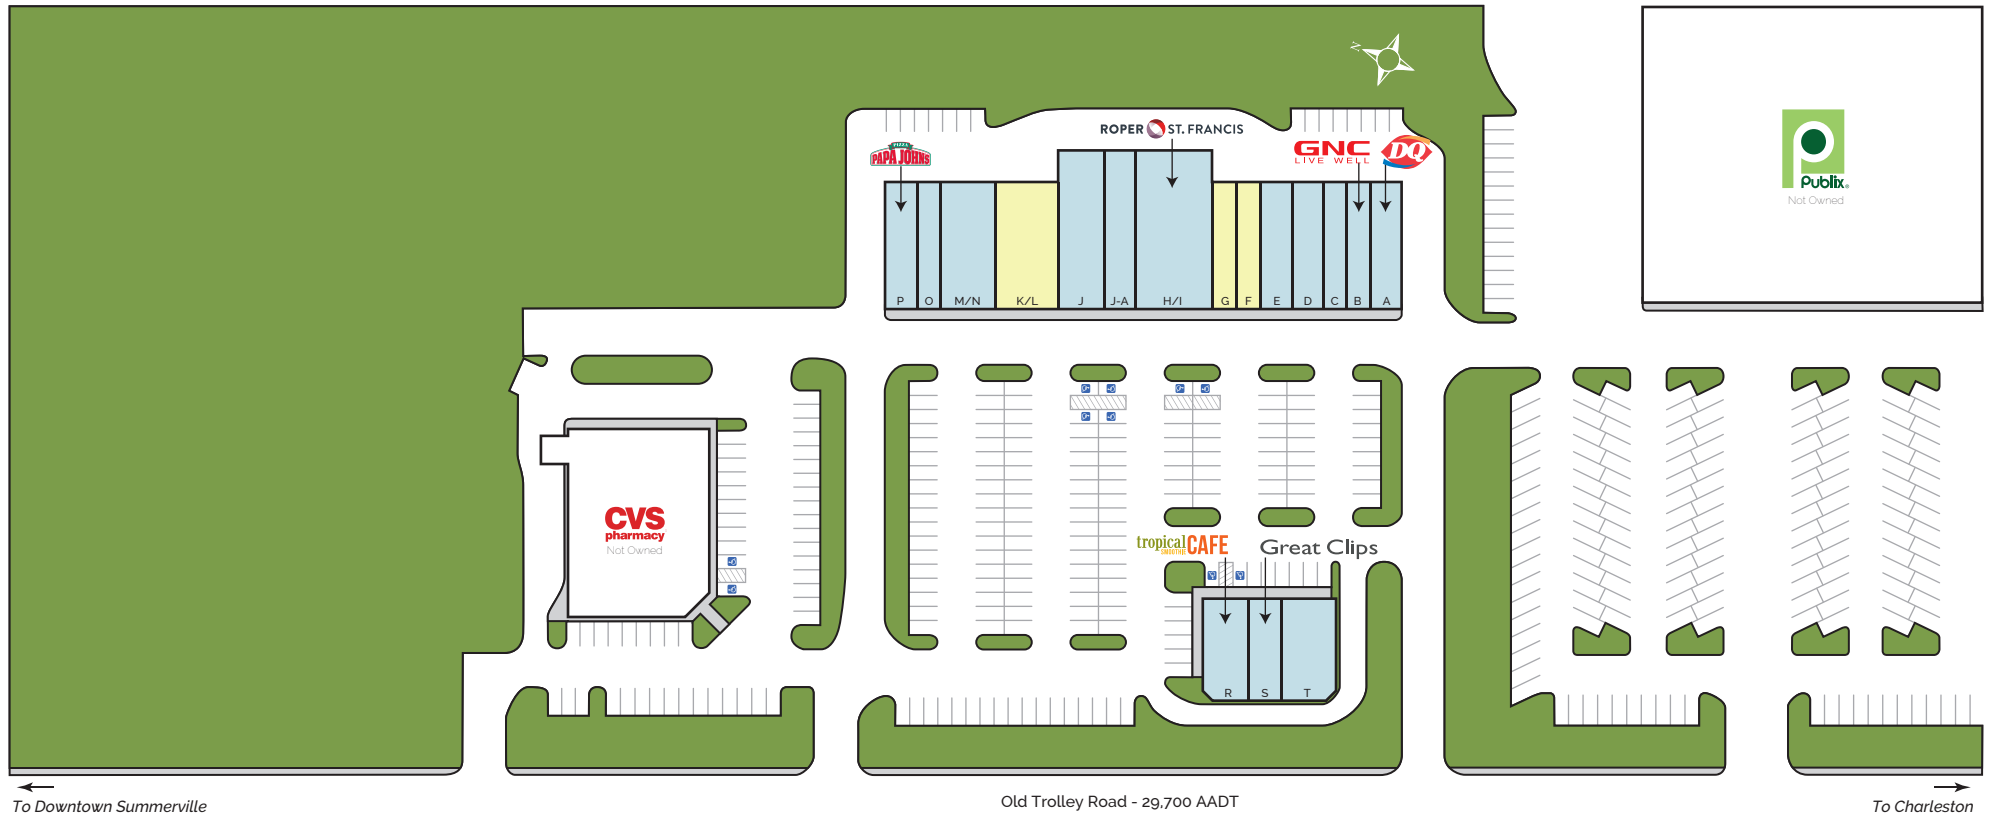 N
ROPER ST. FRANCIS
PIZZA
PAPA JOHNS
GNC
LIVE WELL
DQ
Publix
Not Owned
P
O
M/N
K/L
J
J-A
H/I
G
F
E
D
C
B
A
CVS
pharmacy
Not Owned
tropical
SMOOTHIE
CAFE
Great Clips
R
S
T
To Downtown Summerville
Old Trolley Road - 29,700 AADT
To Charleston